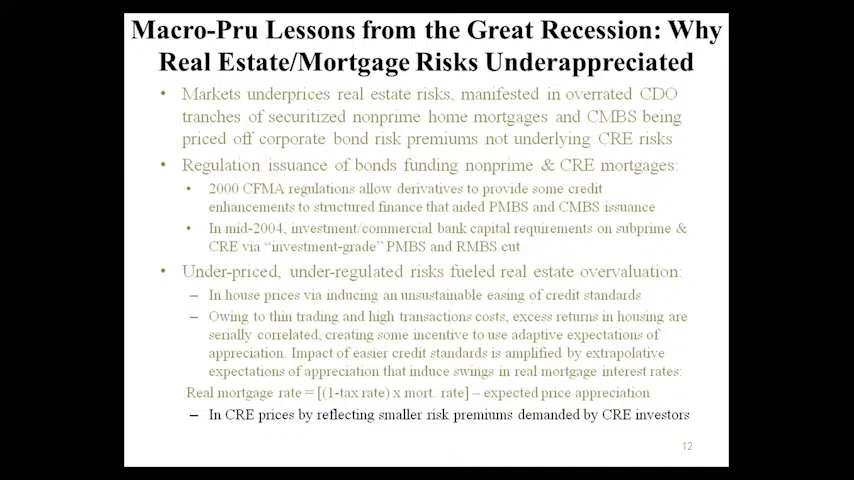 Macro-Pru Lessons from the Great Recession: Why
Real Estate/Mortgage Risks Underappreciated
• Markets underprices real estate risks, manifested in overrated CDO
tranches of securitized nonprime home mortgages and CMBS being
priced off corporate bond risk premiums not underlying CRE risks
• Regulation issuance of bonds funding nonprime & CRE mortgages:
• 2000 CFMA regulations allow derivatives to provide some credit
enhancements to structured finance that aided PMBS and CMBS issuance
• In mid-2004, investment/commercial bank capital requirements on subprime &
CRE via “investment-grade” PMBS and RMBS cut
• Under-priced, under-regulated risks fueled real estate overvaluation:
– In house prices via inducing an unsustainable easing of credit standards
– Owing to thin trading and high transactions costs, excess returns in housing are
serially correlated, creating some incentive to use adaptive expectations of
appreciation. Impact of easier credit standards is amplified by extrapolative
expectations of appreciation that induce swings in real mortgage interest rates:
Real mortgage rate = [(1-tax rate) x mort. rate] – expected price appreciation
– In CRE prices by reflecting smaller risk premiums demanded by CRE investors
12